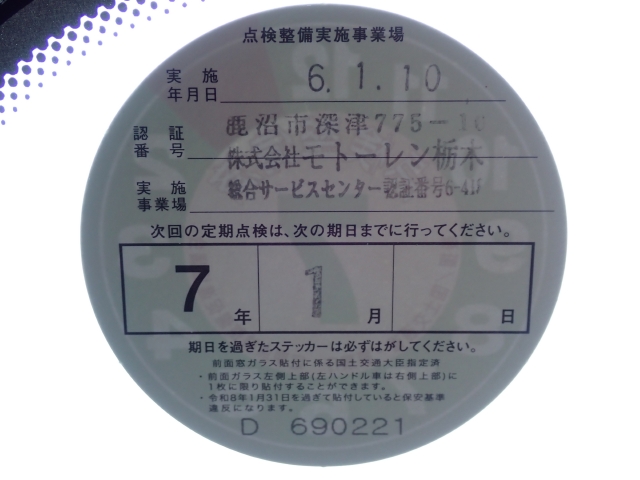 点検整備実施事業場
実施
年月日
6.1.10
鹿沼市深津775-10
認証
番号
株式会社モトーレン栃木
実施
事業場
総合サービスセンター 認証番号6-417
次回の定期点検は、次の期日までに行ってください。
7年 1月 日
期日を過ぎたステッカーは必ずはがしてください。
前面窓ガラス貼付に係る国土交通大臣指定済
・前面ガラス左側上部(左ハンドル車は右側上部)に
1枚に限り貼付することができます。
・令和8年1月31日を過ぎて貼付していると保安基準
違反になります。
D 690221